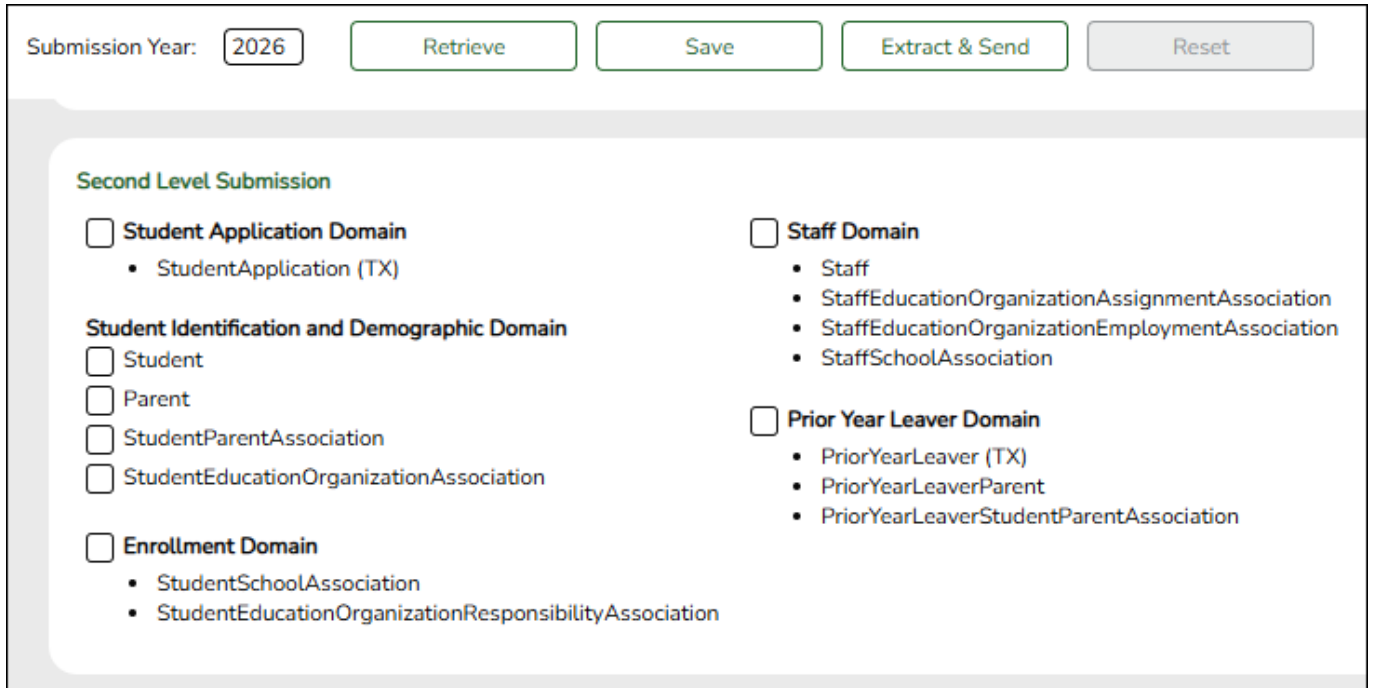 Submission Year: 2026 Retrieve Save Extract & Send Reset
Second Level Submission
Student Application Domain
• StudentApplication (TX)
Student Identification and Demographic Domain
Student
Parent
StudentParentAssociation
StudentEducationOrganizationAssociation
Enrollment Domain
• StudentSchoolAssociation
• StudentEducationOrganizationResponsibilityAssociation
Staff Domain
• Staff
• StaffEducationOrganizationAssignmentAssociation
• StaffEducationOrganizationEmploymentAssociation
• StaffSchoolAssociation
Prior Year Leaver Domain
• PriorYearLeaver (TX)
• PriorYearLeaverParent
• PriorYearLeaverStudentParentAssociation